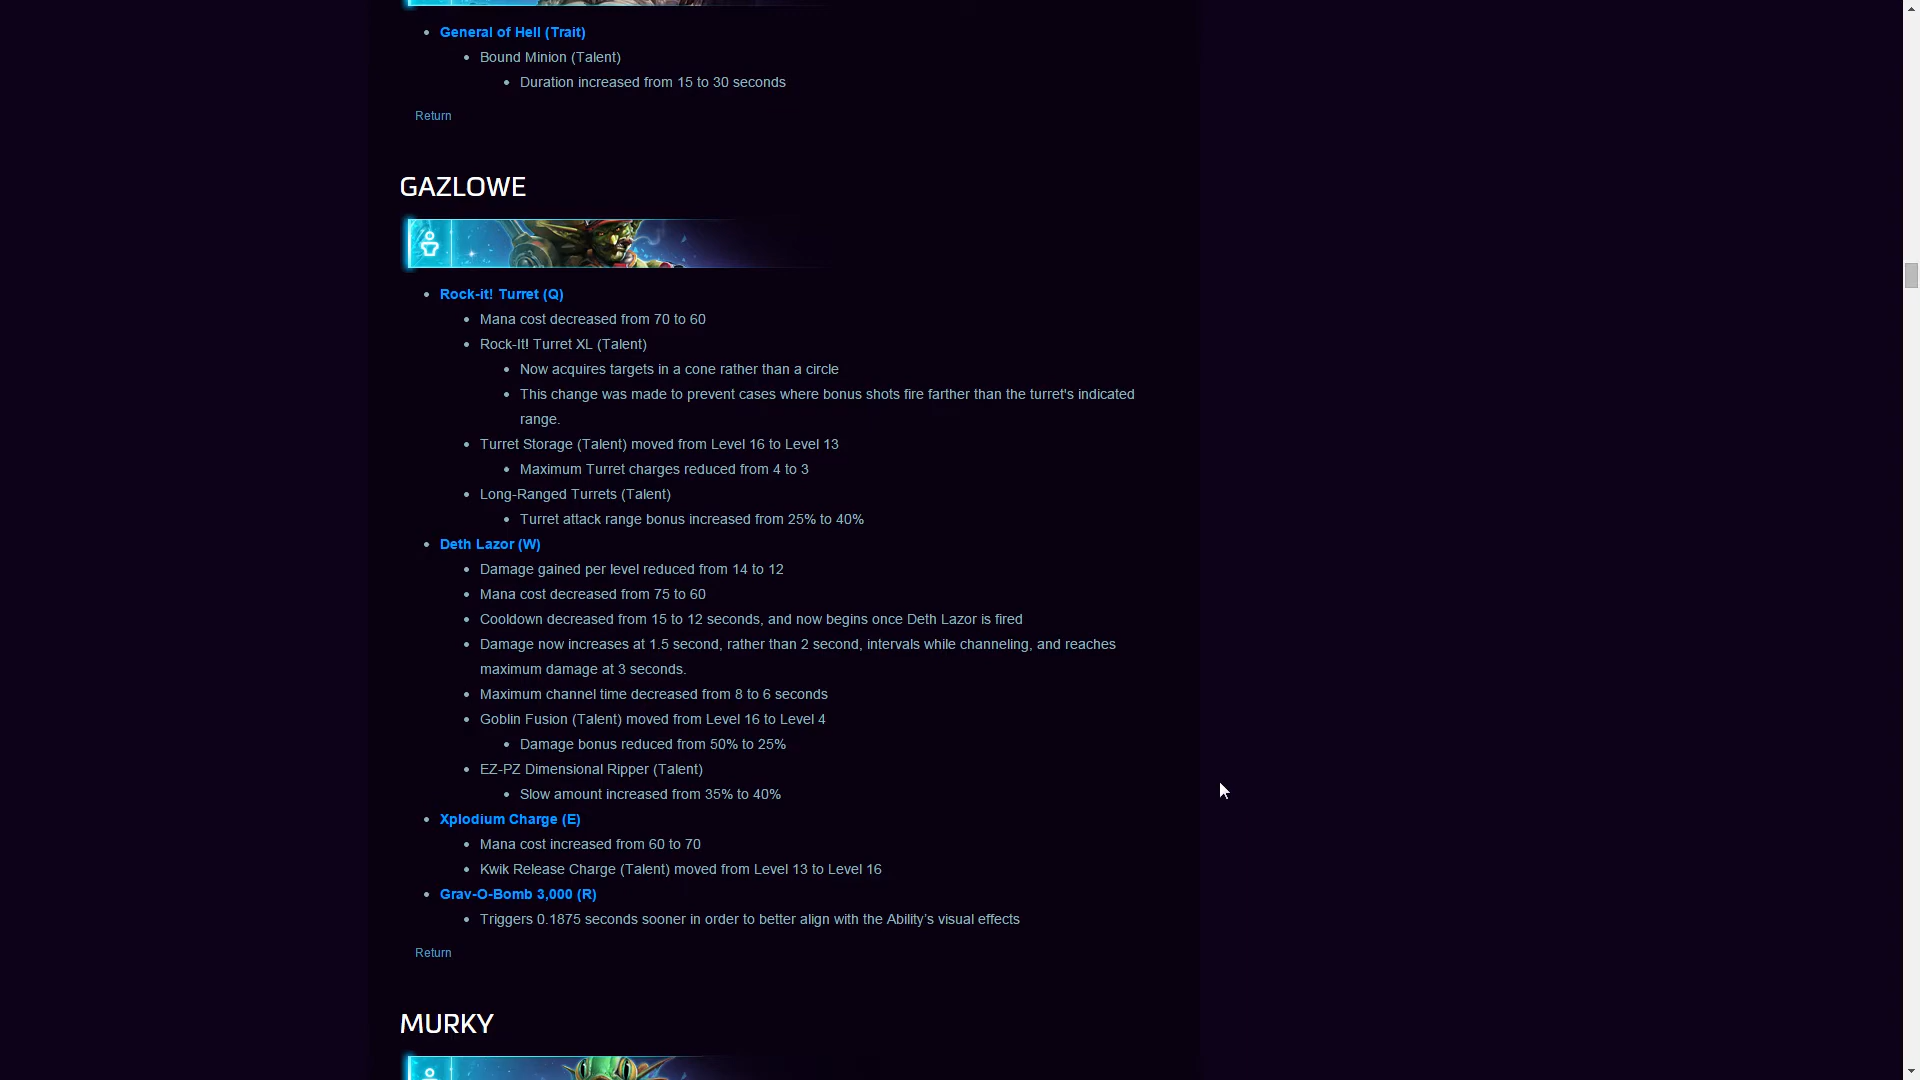 General of Hell (Trait)
Bound Minion (Talent)
Duration increased from 15 to 30 seconds
Return
GAZLOWE
Rock-it! Turret (Q)
Mana cost decreased from 70 to 60
Rock-It! Turret XL (Talent)
Now acquires targets in a cone rather than a circle
This change was made to prevent cases where bonus shots fire farther than the turret's indicated
range.
Turret Storage (Talent) moved from Level 16 to Level 13
Maximum Turret charges reduced from 4 to 3
Long-Ranged Turrets (Talent)
Turret attack range bonus increased from 25% to 40%
Deth Lazor (W)
Damage gained per level reduced from 14 to 12
Mana cost decreased from 75 to 60
Cooldown decreased from 15 to 12 seconds, and now begins once Deth Lazor is fired
Damage now increases at 1.5 second, rather than 2 second, intervals while channeling, and reaches
maximum damage at 3 seconds.
Maximum channel time decreased from 8 to 6 seconds
Goblin Fusion (Talent) moved from Level 16 to Level 4
Damage bonus reduced from 50% to 25%
EZ-PZ Dimensional Ripper (Talent)
Slow amount increased from 35% to 40%
Xplodium Charge (E)
Mana cost increased from 60 to 70
Kwik Release Charge (Talent) moved from Level 13 to Level 16
Grav-O-Bomb 3,000 (R)
Triggers 0.1875 seconds sooner in order to better align with the Ability’s visual effects
Return
MURKY